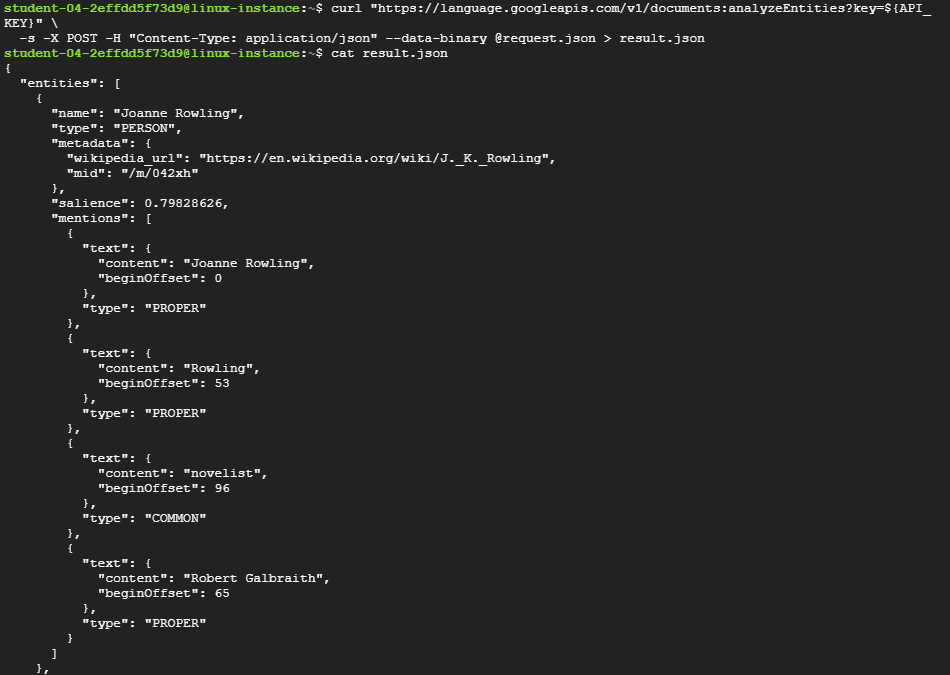 student-04-2effdd5f73d9@linux-instance:~$ curl "https://language.googleapis.com/v1/documents:analyzeEntities?key=${API_
KEY}" \
  -s -X POST -H "Content-Type: application/json" --data-binary @request.json > result.json
student-04-2effdd5f73d9@linux-instance:~$ cat result.json
{
  "entities": [
    {
      "name": "Joanne Rowling",
      "type": "PERSON",
      "metadata": {
        "wikipedia_url": "https://en.wikipedia.org/wiki/J._K._Rowling",
        "mid": "/m/042xh"
      },
      "salience": 0.79828626,
      "mentions": [
        {
          "text": {
            "content": "Joanne Rowling",
            "beginOffset": 0
          },
          "type": "PROPER"
        },
        {
          "text": {
            "content": "Rowling",
            "beginOffset": 53
          },
          "type": "PROPER"
        },
        {
          "text": {
            "content": "novelist",
            "beginOffset": 96
          },
          "type": "COMMON"
        },
        {
          "text": {
            "content": "Robert Galbraith",
            "beginOffset": 65
          },
          "type": "PROPER"
        }
      ]
    },